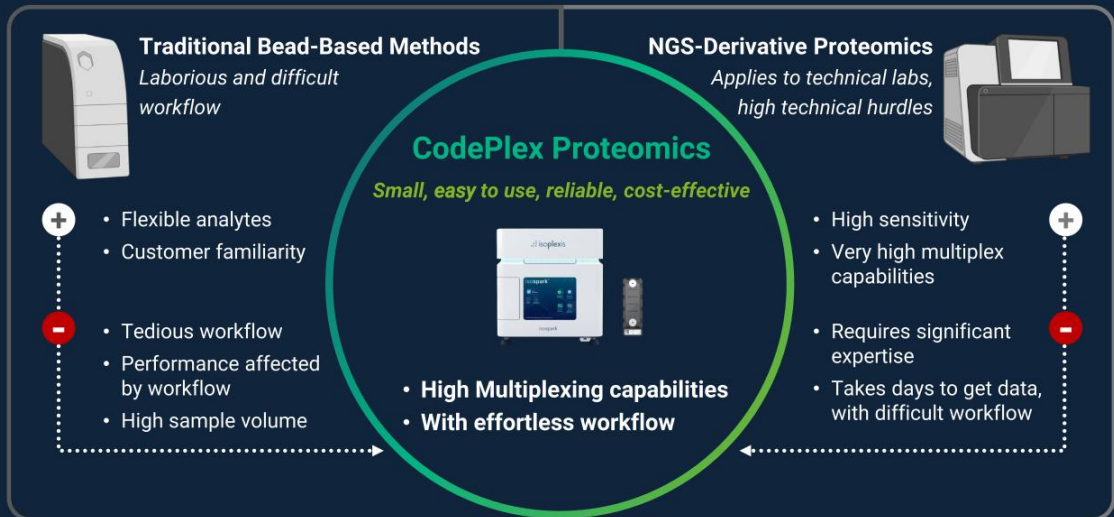 Traditional Bead-Based Methods
Laborious and difficult
workflow
+
• Flexible analytes
• Customer familiarity
-
• Tedious workflow
• Performance affected
by workflow
• High sample volume
CodePlex Proteomics
Small, easy to use, reliable, cost-effective
isoplexis
isospark
isospark
• High Multiplexing capabilities
• With effortless workflow
NGS-Derivative Proteomics
Applies to technical labs,
high technical hurdles
+
• High sensitivity
• Very high multiplex
capabilities
-
• Requires significant
expertise
• Takes days to get data,
with difficult workflow